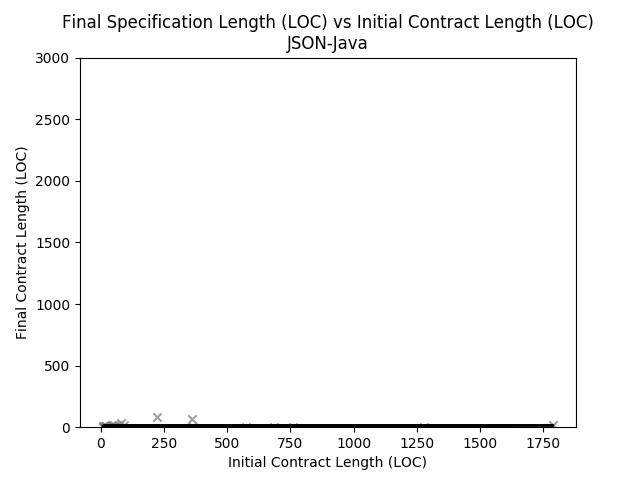 Final Specification Length (LOC) vs Initial Contract Length (LOC)
JSON-Java
3000
2500
2000
1500
1000
500
0
Final Contract Length (LOC)
0 250 500 750 1000 1250 1500 1750
Initial Contract Length (LOC)